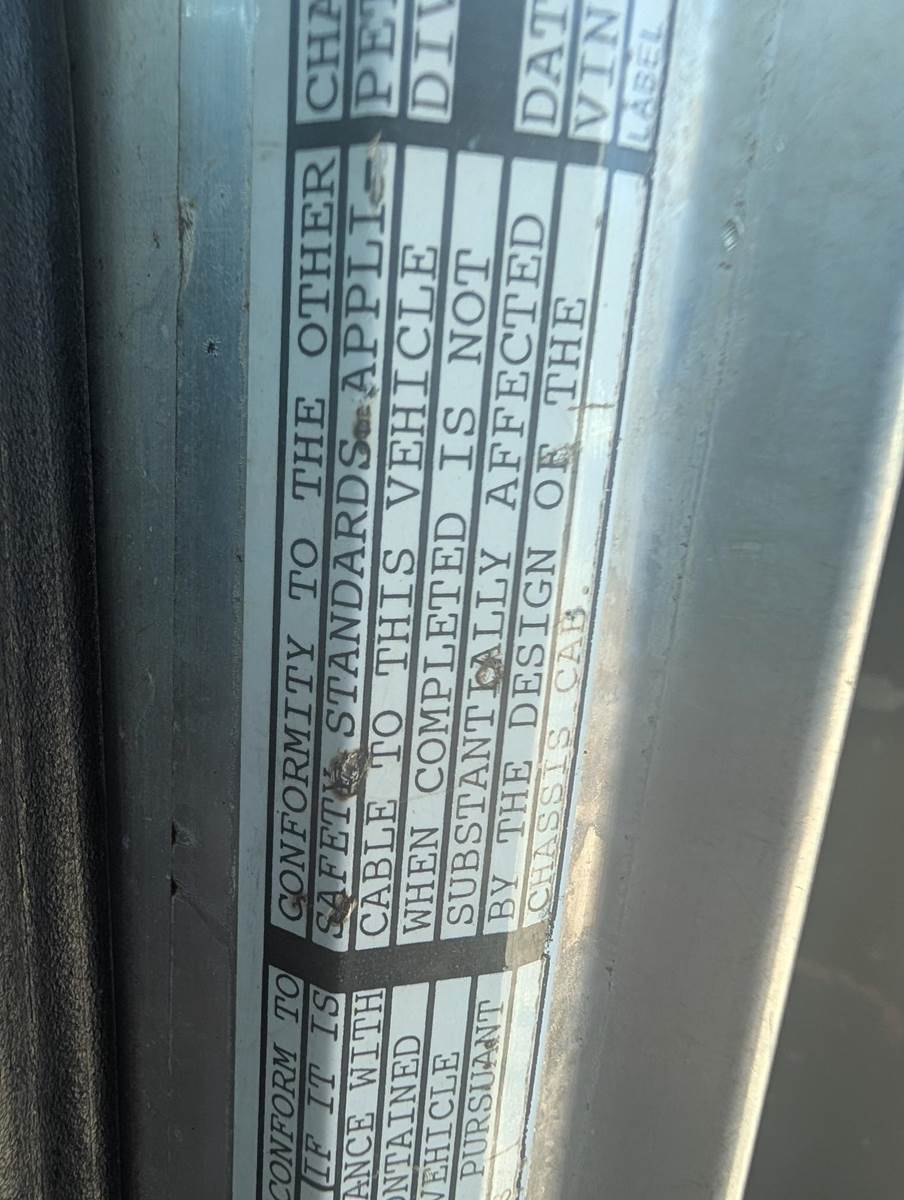 CONFORM TO
(IF IT IS
ANCE WITH
ONTAINED
VEHICLE
PURSUANT
CONFORMITY TO THE OTHER
SAFETY STANDARDS APPLI-
CABLE TO THIS VEHICLE
WHEN COMPLETED IS NOT
SUBSTANTIALLY AFFECTED
BY THE DESIGN OF THE
CHASSIS CAB.
CHA
PET
DIV
DAT
VIN
LABEL